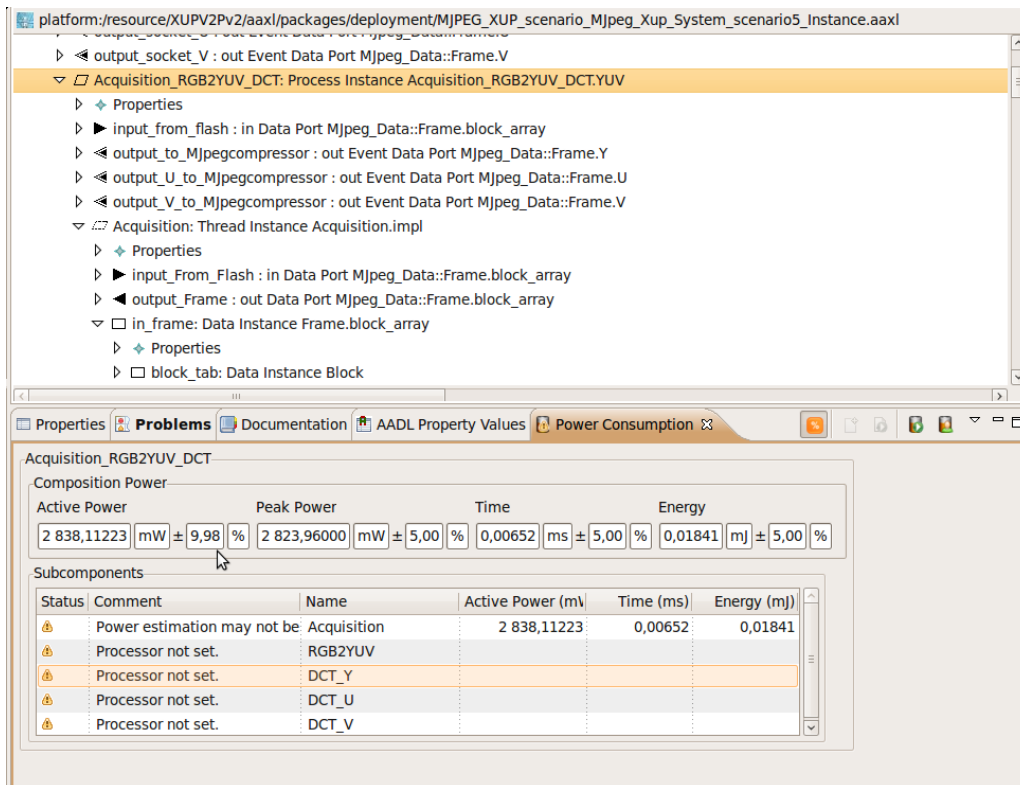 platform:/resource/XUPV2Pv2/aaxl/packages/deployment/MJPEG_XUP_scenario_MJpeg_Xup_System_scenario5_Instance.aaxl
output_socket_V : out Event Data Port MJpeg_Data::Frame.V
Acquisition_RGB2YUV_DCT: Process Instance Acquisition_RGB2YUV_DCT.YUV
Properties
input_from_flash : in Data Port MJpeg_Data::Frame.block_array
output_to_MJpegcompressor : out Event Data Port MJpeg_Data::Frame.Y
output_U_to_MJpegcompressor : out Event Data Port MJpeg_Data::Frame.U
output_V_to_MJpegcompressor : out Event Data Port MJpeg_Data::Frame.V
Acquisition: Thread Instance Acquisition.impl
Properties
input_From_Flash : in Data Port MJpeg_Data::Frame.block_array
output_Frame : out Data Port MJpeg_Data::Frame.block_array
in_frame: Data Instance Frame.block_array
Properties
block_tab: Data Instance Block
Properties Problems Documentation AADL Property Values Power Consumption
Acquisition_RGB2YUV_DCT
Composition Power
Active Power Peak Power Time Energy
2 838,11223 mW ± 9,98 % 2 823,96000 mW ± 5,00 % 0,00652 ms ± 5,00 % 0,01841 mJ ± 5,00 %
Subcomponents
Status Comment Name Active Power (mW Time (ms) Energy (mJ)
Power estimation may not be Acquisition 2 838,11223 0,00652 0,01841
Processor not set. RGB2YUV
Processor not set. DCT_Y
Processor not set. DCT_U
Processor not set. DCT_V